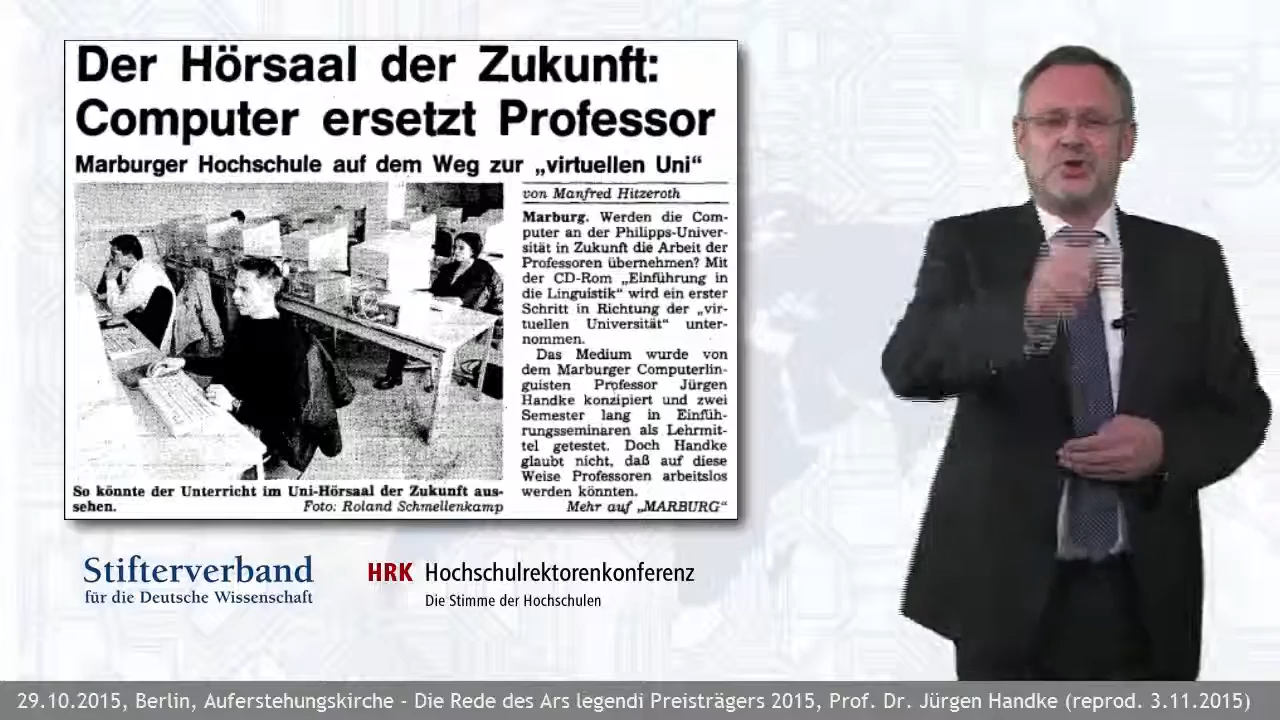 Der Hörsaal der Zukunft:
Computer ersetzt Professor
Marburger Hochschule auf dem Weg zur „virtuellen Uni“
von Manfred Hitzeroth
Marburg. Werden die Com-
puter an der Philipps-Univer-
sität in Zukunft die Arbeit der
Professoren übernehmen? Mit
der CD-Rom „Einführung in
die Linguistik“ wird ein erster
Schritt in Richtung der „vir-
tuellen Universität“ unter-
nommen.
Das Medium wurde von
dem Marburger Computerlin-
guisten Professor Jürgen
Handke konzipiert und zwei
Semester lang in Einfüh-
rungsseminaren als Lehrmit-
tel getestet. Doch Handke
glaubt nicht, daß auf diese
Weise Professoren arbeitslos
werden könnten.
Mehr auf „MARBURG“
So könnte der Unterricht im Uni-Hörsaal der Zukunft aus-
sehen. Foto: Roland Schmellenkamp
Stifterverband
für die Deutsche Wissenschaft
HRK Hochschulrektorenkonferenz
Die Stimme der Hochschulen
29.10.2015, Berlin, Auferstehungskirche - Die Rede des Ars legendi Preisträgers 2015, Prof. Dr. Jürgen Handke (reprod. 3.11.2015)